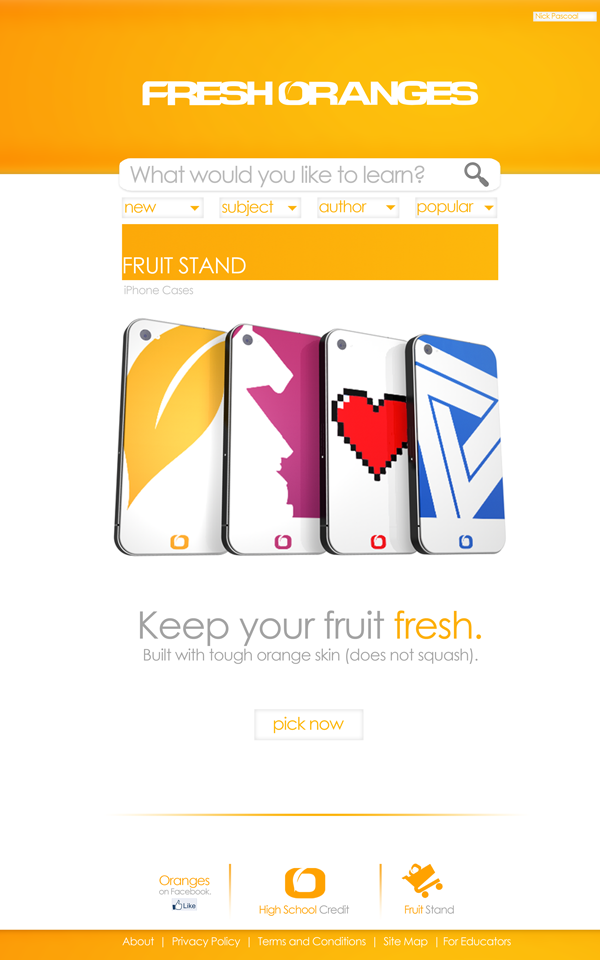 Nick Pascoal
FRESH ORANGES
What would you like to learn?
new subject author popular
FRUIT STAND
iPhone Cases
Keep your fruit fresh.
Built with tough orange skin (does not squash).
pick now
Oranges
on Facebook.
Like
High School Credit
Fruit Stand
About | Privacy Policy | Terms and Conditions | Site Map | For Educators